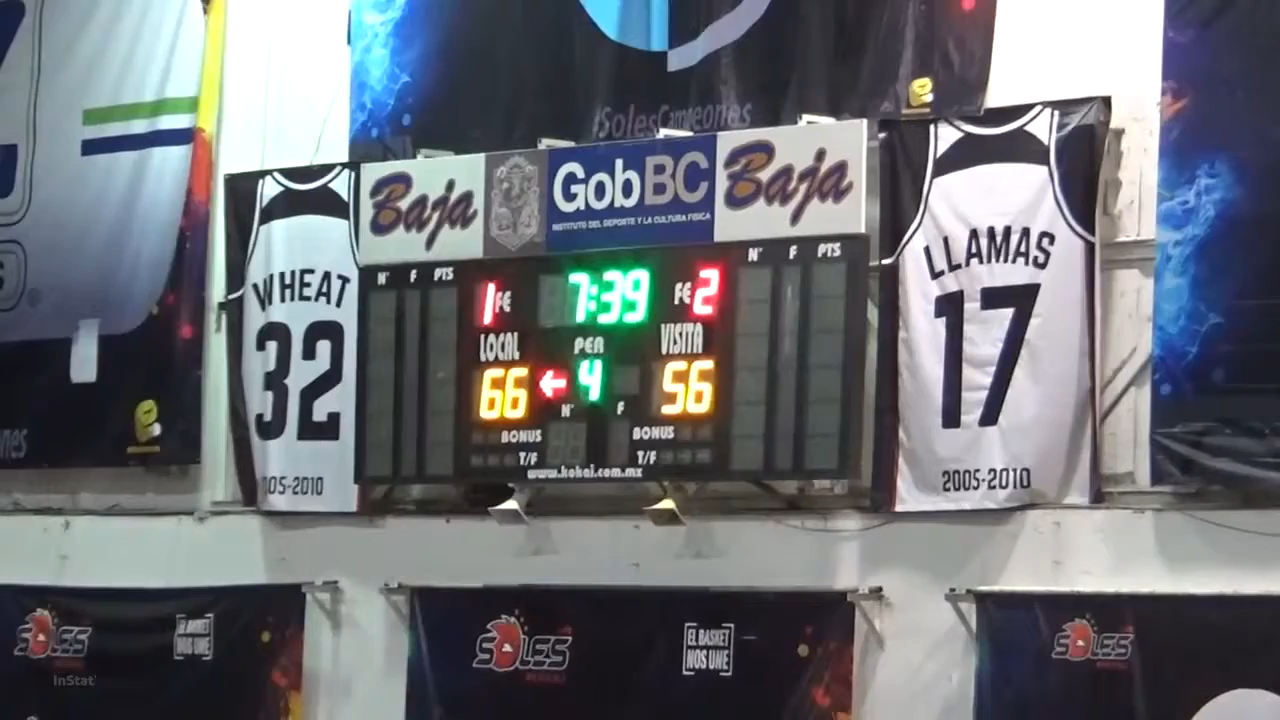 /SolesCampeones
Baja
GobBC
INSTITUTO DEL DEPORTE Y LA CULTURA FISICA
Baja
WHEAT
32
2005-2010
LLAMAS
17
2005-2010
N° F PTS
N° F PTS
1 FE
7:39
FE 2
LOCAL
PER
VISITA
66
4
56
N° F
BONUS
BONUS
T/F
T/F
www.kokai.com.mx
ones
SOLES
EL BASKET
NOS UNE
SOLES
EL BASKET
NOS UNE
SOLES
InStat